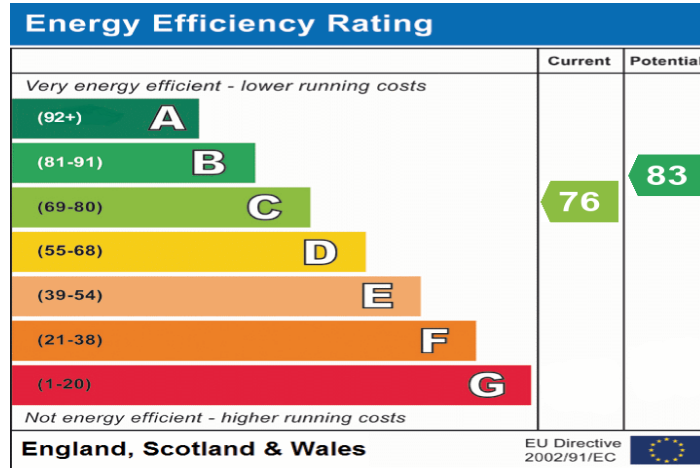 Energy Efficiency Rating
Current Potential
Very energy efficient - lower running costs
(92+) A
(81-91) B
(69-80) C
(55-68) D
(39-54) E
(21-38) F
(1-20) G
76
83
Not energy efficient - higher running costs
England, Scotland & Wales
EU Directive
2002/91/EC